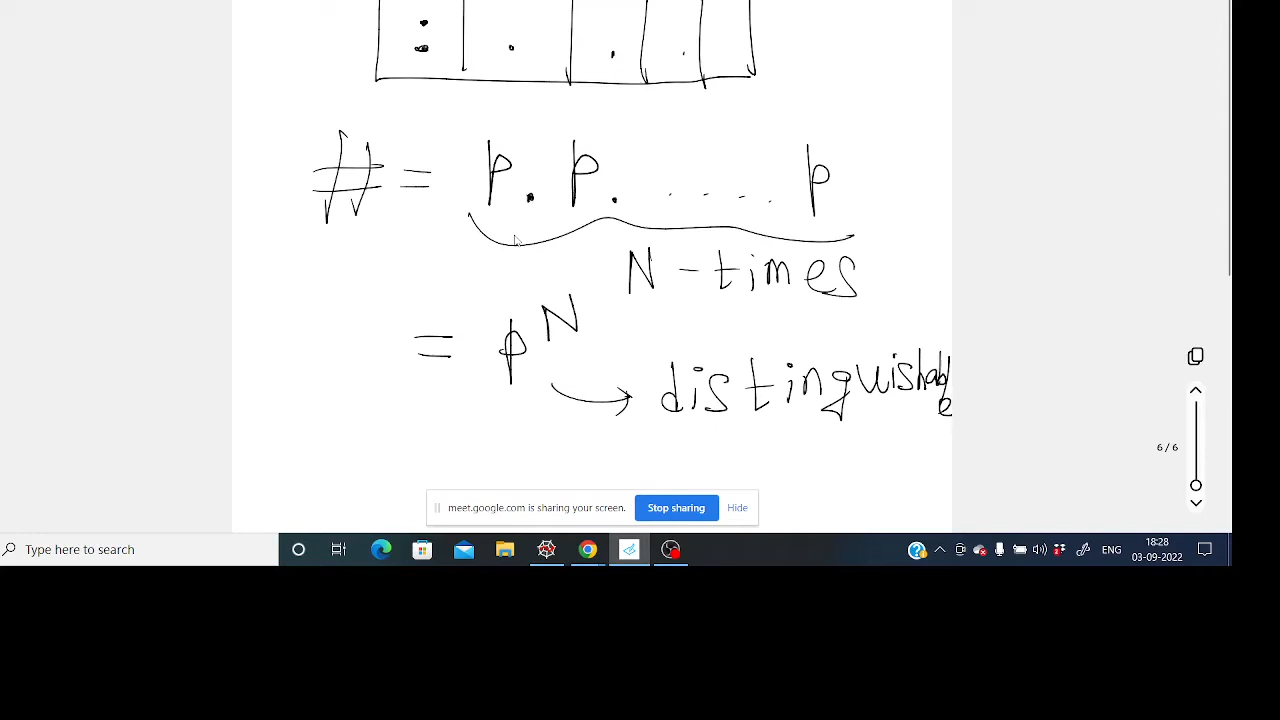 # = p . p . . . . . . p
N - times
= p^N
distinguishable
6 / 6
meet.google.com is sharing your screen.
Stop sharing
Hide
Type here to search
ENG
18:28
03-09-2022